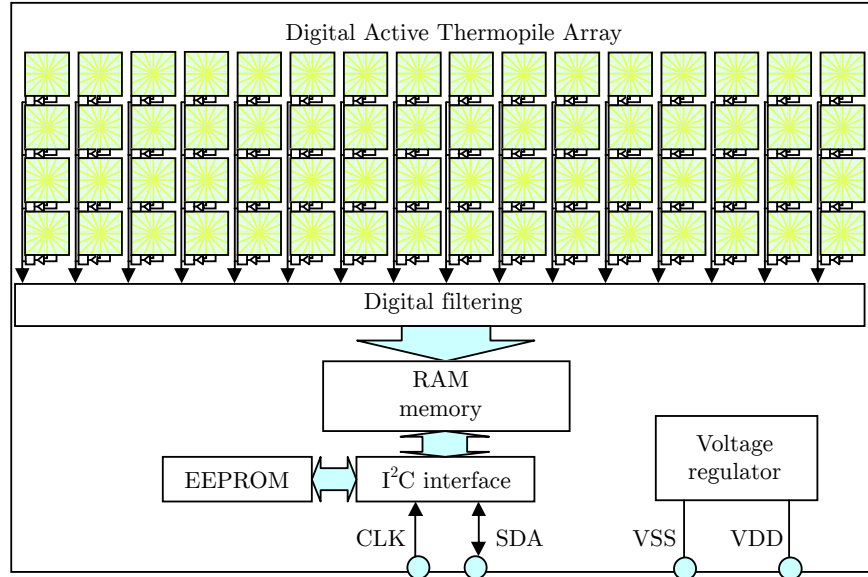 Digital Active Thermopile Array
Digital filtering
RAM
memory
Voltage
regulator
EEPROM
I²C interface
CLK
SDA
VSS
VDD